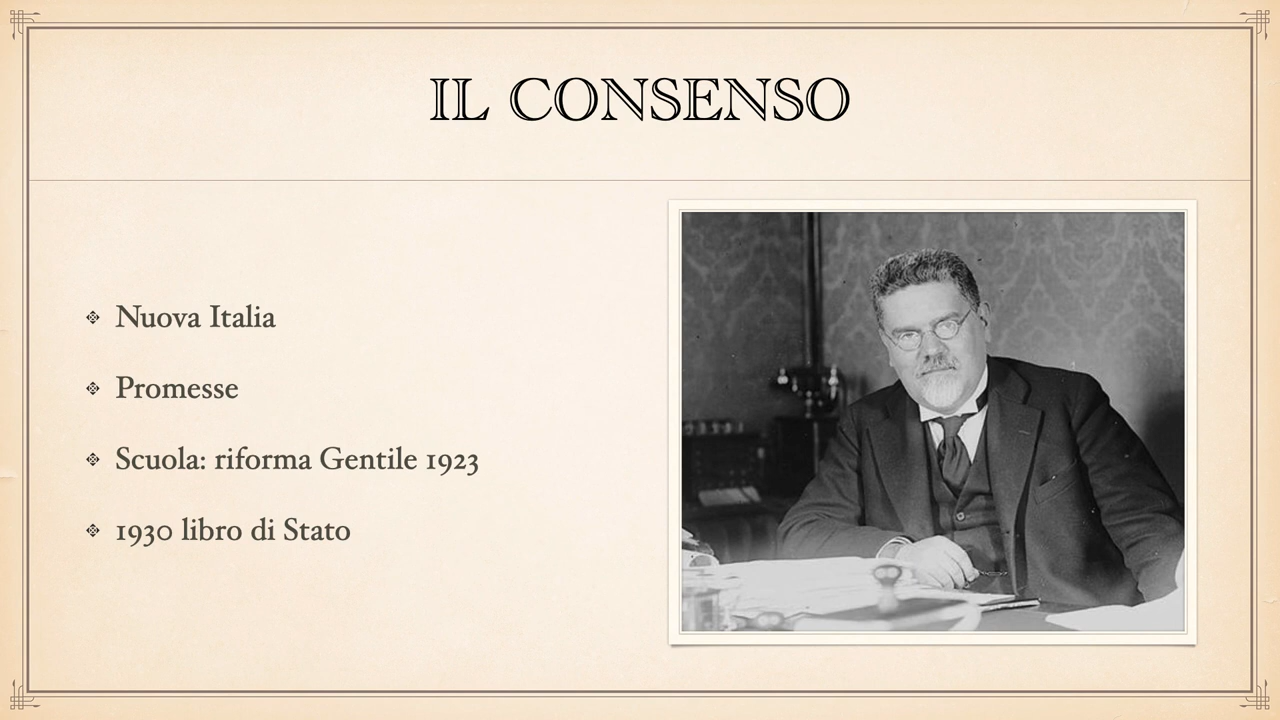 IL CONSENSO
Nuova Italia
Promesse
Scuola: riforma Gentile 1923
1930 libro di Stato